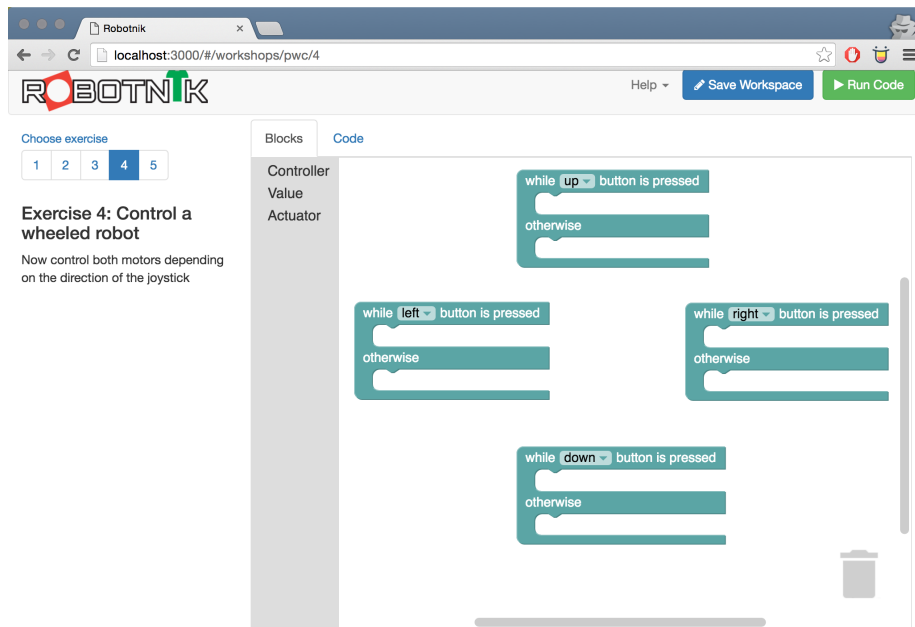 Robotnik
localhost:3000/#/workshops/pwc/4
ROBOTNIK
Help
Save Workspace
Run Code
Choose exercise
1 2 3 4 5
Exercise 4: Control a
wheeled robot
Now control both motors depending
on the direction of the joystick
Blocks
Code
Controller
Value
Actuator
while up button is pressed
otherwise
while left button is pressed
otherwise
while right button is pressed
otherwise
while down button is pressed
otherwise